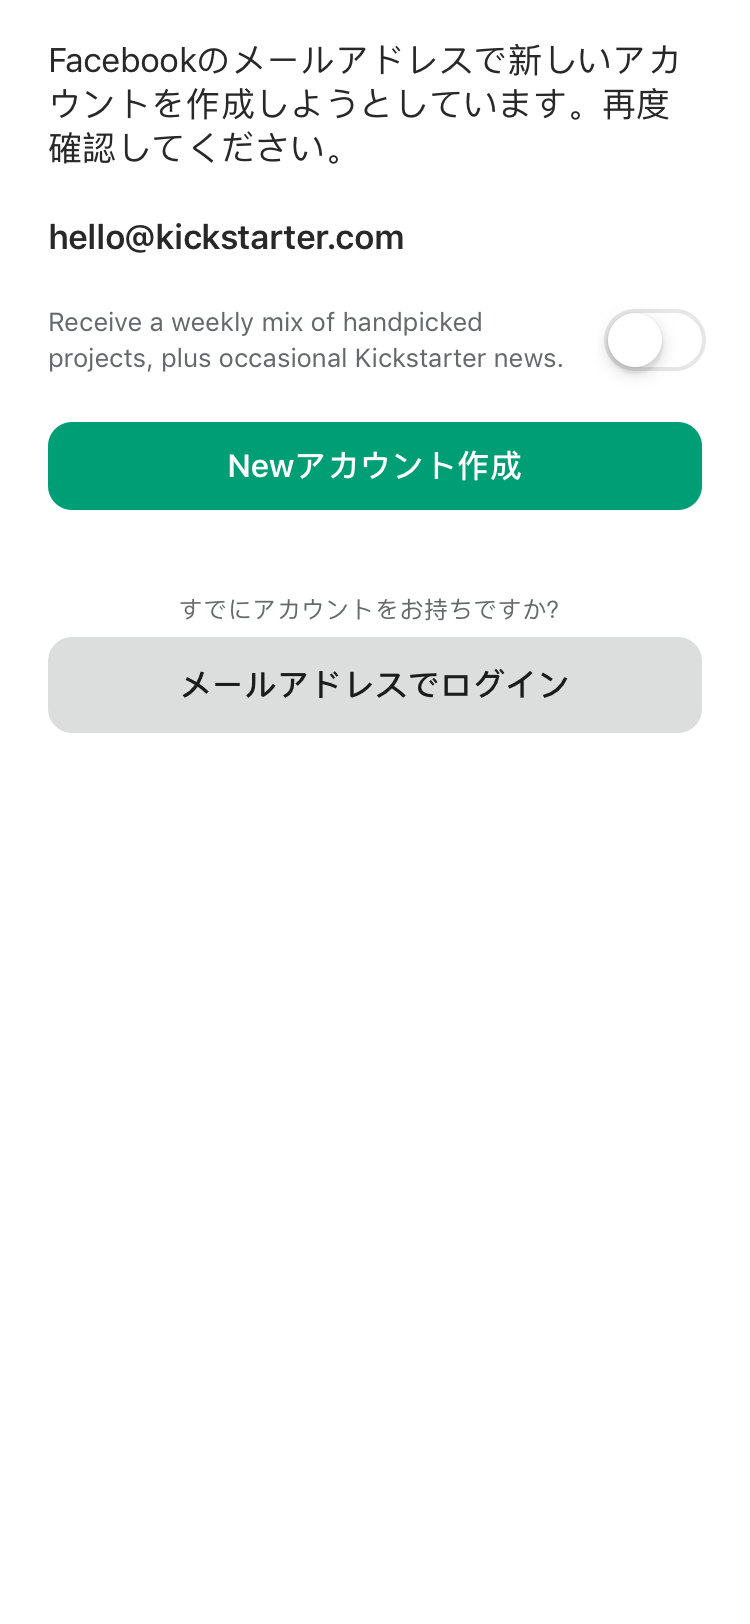 Facebookのメールアドレスで新しいアカ
ウントを作成しようとしています。再度
確認してください。
hello@kickstarter.com
Receive a weekly mix of handpicked
projects, plus occasional Kickstarter news.
Newアカウント作成
すでにアカウントをお持ちですか?
メールアドレスでログイン